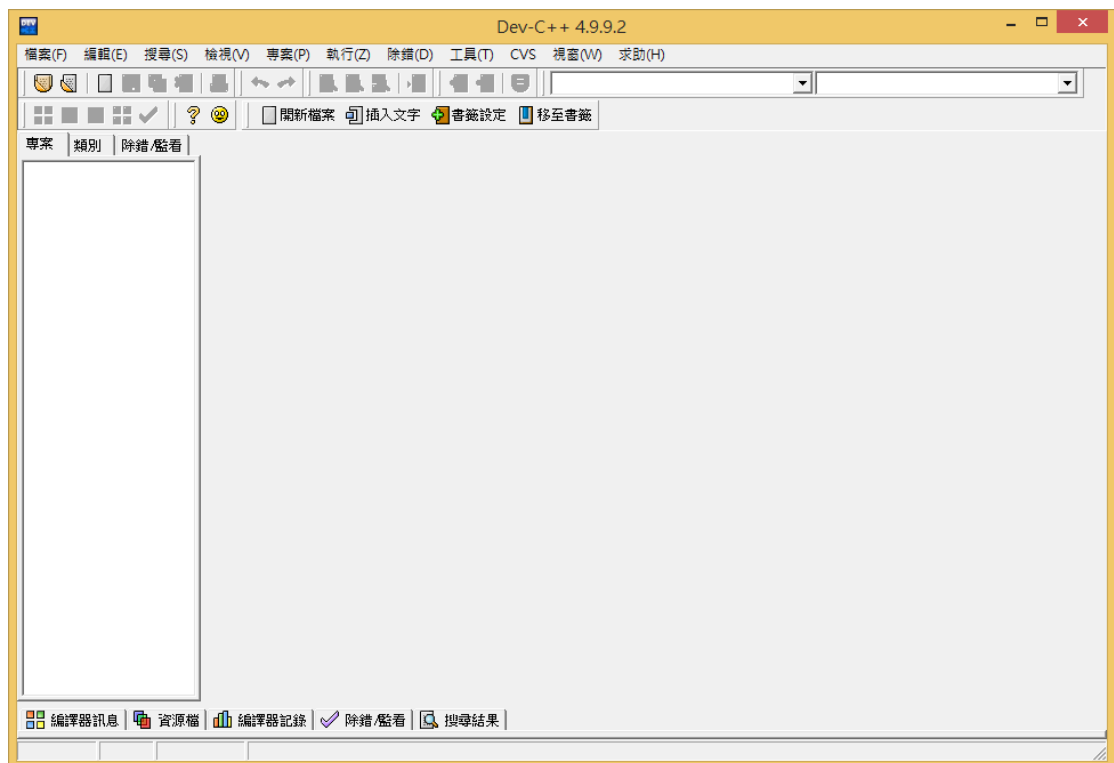 Dev-C++ 4.9.9.2
檔案(F) 編輯(E) 搜尋(S) 檢視(V) 專案(P) 執行(Z) 除錯(D) 工具(T) CVS 視窗(W) 求助(H)
開新檔案 插入文字 書籤設定 移至書籤
專案 類別 除錯/監看
編譯器訊息 資源檔 編譯器記錄 除錯/監看 搜尋結果